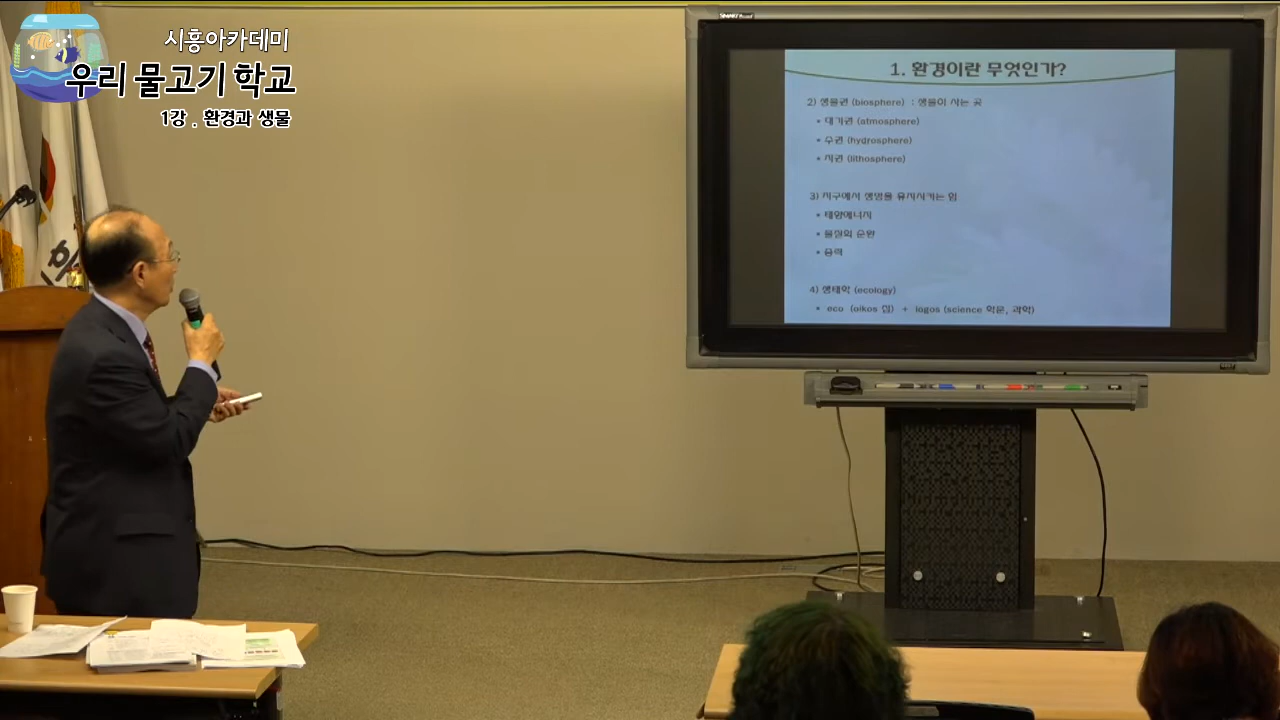 시흥아카데미
우리 물고기 학교
1강 . 환경과 생물
SMART Board
1. 환경이란 무엇인가?
2) 생물권 (biosphere) : 생물이 사는 곳
• 대기권 (atmosphere)
• 수권 (hydrosphere)
• 지권 (lithosphere)
3) 지구에서 생명을 유지시키는 힘
• 태양에너지
• 물질의 순환
• 중력
4) 생태학 (ecology)
• eco (oikos 집) + logos (science 학문, 과학)